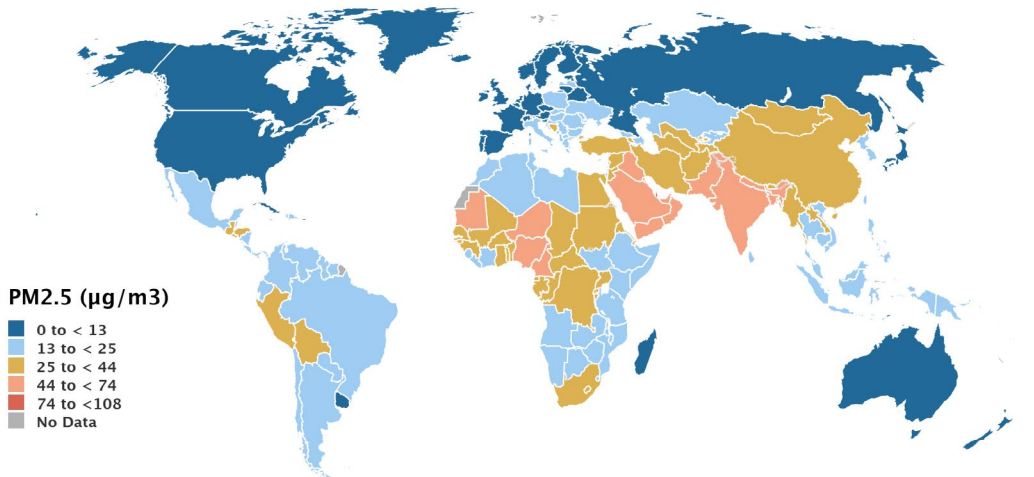 PM2.5 (µg/m3)
0 to < 13
13 to < 25
25 to < 44
44 to < 74
74 to <108
No Data